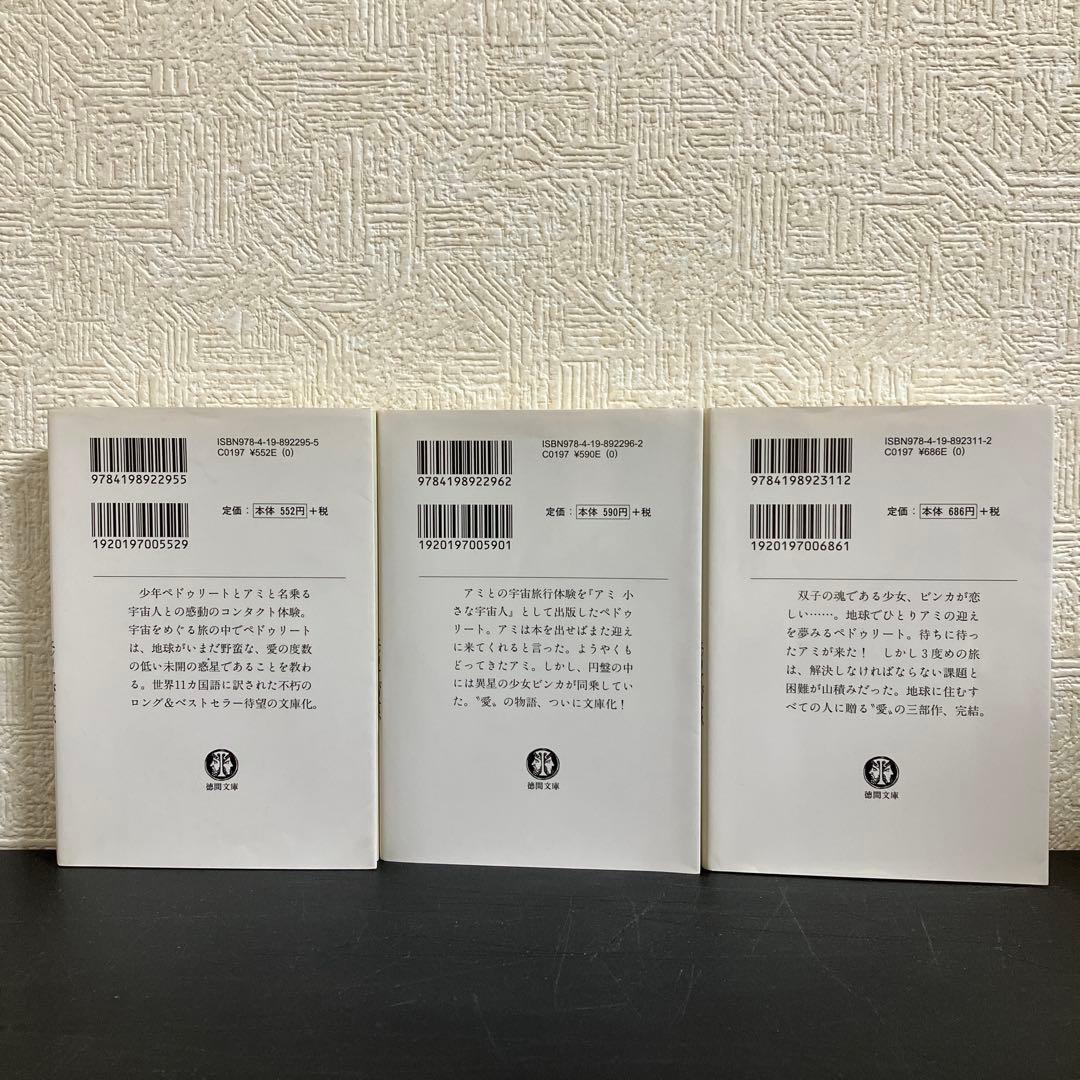 ISBN978-4-19-892295-5
C0197 ¥552E (0)
9784198922955
定価： 本体 552円 +税
1920197005529
少年ペドゥリートとアミと名乗る
宇宙人との感動のコンタクト体験。
宇宙をめぐる旅の中でペドゥリート
は、地球がいまだ野蛮な、愛の度数
の低い未開の惑星であることを教わ
る。世界11カ国語に訳された不朽の
ロング&ベストセラー待望の文庫化。
徳間文庫
ISBN978-4-19-892296-2
C0197 ¥590E (0)
9784198922962
定価： 本体 590円 +税
1920197005901
アミとの宇宙旅行体験を『アミ 小
さな宇宙人』として出版したペドゥ
リート。アミは本を出せばまた迎え
に来てくれると言った。ようやくも
どってきたアミ。しかし、円盤の中
には異星の少女ビンカが同乗してい
た。〝愛〟の物語、ついに文庫化！
徳間文庫
ISBN978-4-19-892311-2
C0197 ¥686E (0)
9784198923112
定価： 本体 686円 +税
1920197006861
双子の魂である少女、ビンカが恋
しい……。地球でひとりアミの迎え
を夢みるペドゥリート。待ちに待っ
たアミが来た！ しかし３度めの旅
は、解決しなければならない課題と
困難が山積みだった。地球に住むす
べての人に贈る〝愛〟の三部作、完結。
徳間文庫